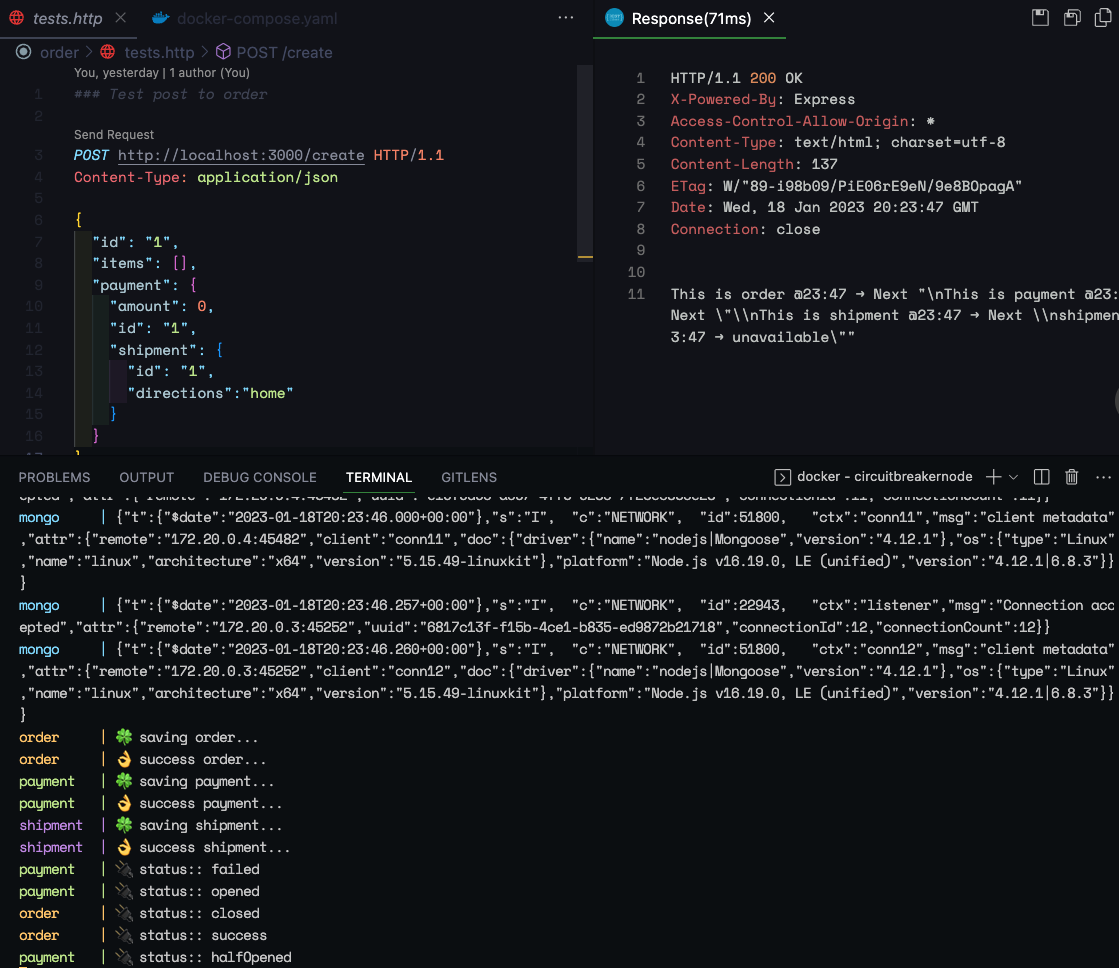 tests.http
docker-compose.yaml
order > tests.http > POST /create
You, yesterday | 1 author (You)
1 ### Test post to order
2
Send Request
3 POST http://localhost:3000/create HTTP/1.1
4 Content-Type: application/json
5
6 {
7 "id": "1",
8 "items": [],
9 "payment": {
10 "amount": 0,
11 "id": "1",
12 "shipment": {
13 "id": "1",
14 "directions":"home"
15 }
16 }
17 }
Response(71ms)
1 HTTP/1.1 200 OK
2 X-Powered-By: Express
3 Access-Control-Allow-Origin: *
4 Content-Type: text/html; charset=utf-8
5 Content-Length: 137
6 ETag: W/"89-i98b09/PiE06rE9eN/9e8BOpagA"
7 Date: Wed, 18 Jan 2023 20:23:47 GMT
8 Connection: close
9
10
11 This is order @23:47 → Next "\nThis is payment @23:
Next \"\\nThis is shipment @23:47 → Next \\nshipmen
3:47 → unavailable\""
PROBLEMS OUTPUT DEBUG CONSOLE TERMINAL GITLENS
docker - circuitbreakernode
mongo | {"t":{"$date":"2023-01-18T20:23:46.000+00:00"},"s":"I", "c":"NETWORK", "id":51800, "ctx":"conn11","msg":"client metadata"
,"attr":{"remote":"172.20.0.4:45482","client":"conn11","doc":{"driver":{"name":"nodejs|Mongoose","version":"4.12.1"},"os":{"type":"Linux"
,"name":"linux","architecture":"x64","version":"5.15.49-linuxkit"},"platform":"Node.js v16.19.0, LE (unified)","version":"4.12.1|6.8.3"}}
}
mongo | {"t":{"$date":"2023-01-18T20:23:46.257+00:00"},"s":"I", "c":"NETWORK", "id":22943, "ctx":"listener","msg":"Connection acc
epted","attr":{"remote":"172.20.0.3:45252","uuid":"6817c13f-f15b-4ce1-b835-ed9872b21718","connectionId":12,"connectionCount":12}}
mongo | {"t":{"$date":"2023-01-18T20:23:46.260+00:00"},"s":"I", "c":"NETWORK", "id":51800, "ctx":"conn12","msg":"client metadata"
,"attr":{"remote":"172.20.0.3:45252","client":"conn12","doc":{"driver":{"name":"nodejs|Mongoose","version":"4.12.1"},"os":{"type":"Linux"
,"name":"linux","architecture":"x64","version":"5.15.49-linuxkit"},"platform":"Node.js v16.19.0, LE (unified)","version":"4.12.1|6.8.3"}}
}
order | 🍀 saving order...
order | 👌 success order...
payment | 🍀 saving payment...
payment | 👌 success payment...
shipment | 🍀 saving shipment...
shipment | 👌 success shipment...
payment | 🔌 status:: failed
payment | 🔌 status:: opened
order | 🔌 status:: closed
order | 🔌 status:: success
payment | 🔌 status:: halfOpened